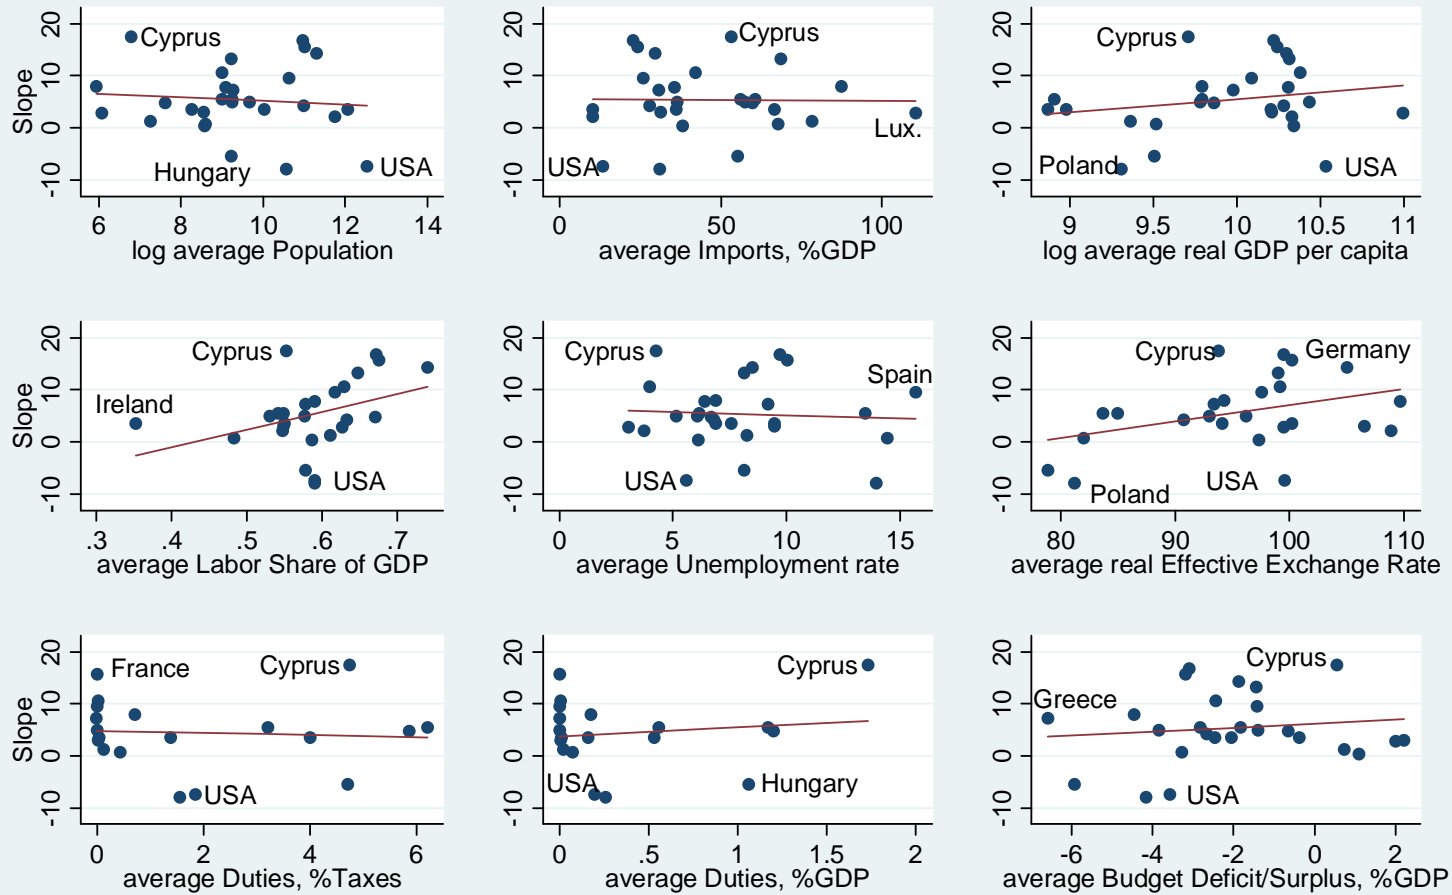 Slope
20
10
0
-10
Cyprus
Hungary
USA
6 8 10 12 14
log average Population
20
10
0
-10
Cyprus
Lux.
USA
0 50 100
average Imports, %GDP
20
10
0
-10
Cyprus
Poland
USA
9 9.5 10 10.5 11
log average real GDP per capita
Slope
20
10
0
-10
Cyprus
Ireland
USA
.3 .4 .5 .6 .7
average Labor Share of GDP
20
10
0
-10
Cyprus
Spain
USA
0 5 10 15
average Unemployment rate
20
10
0
-10
Cyprus
Germany
Poland
USA
80 90 100 110
average real Effective Exchange Rate
Slope
20
10
0
-10
France
Cyprus
USA
0 2 4 6
average Duties, %Taxes
20
10
0
-10
Cyprus
USA
Hungary
0 .5 1 1.5 2
average Duties, %GDP
20
10
0
-10
Cyprus
Greece
USA
-6 -4 -2 0 2
average Budget Deficit/Surplus, %GDP